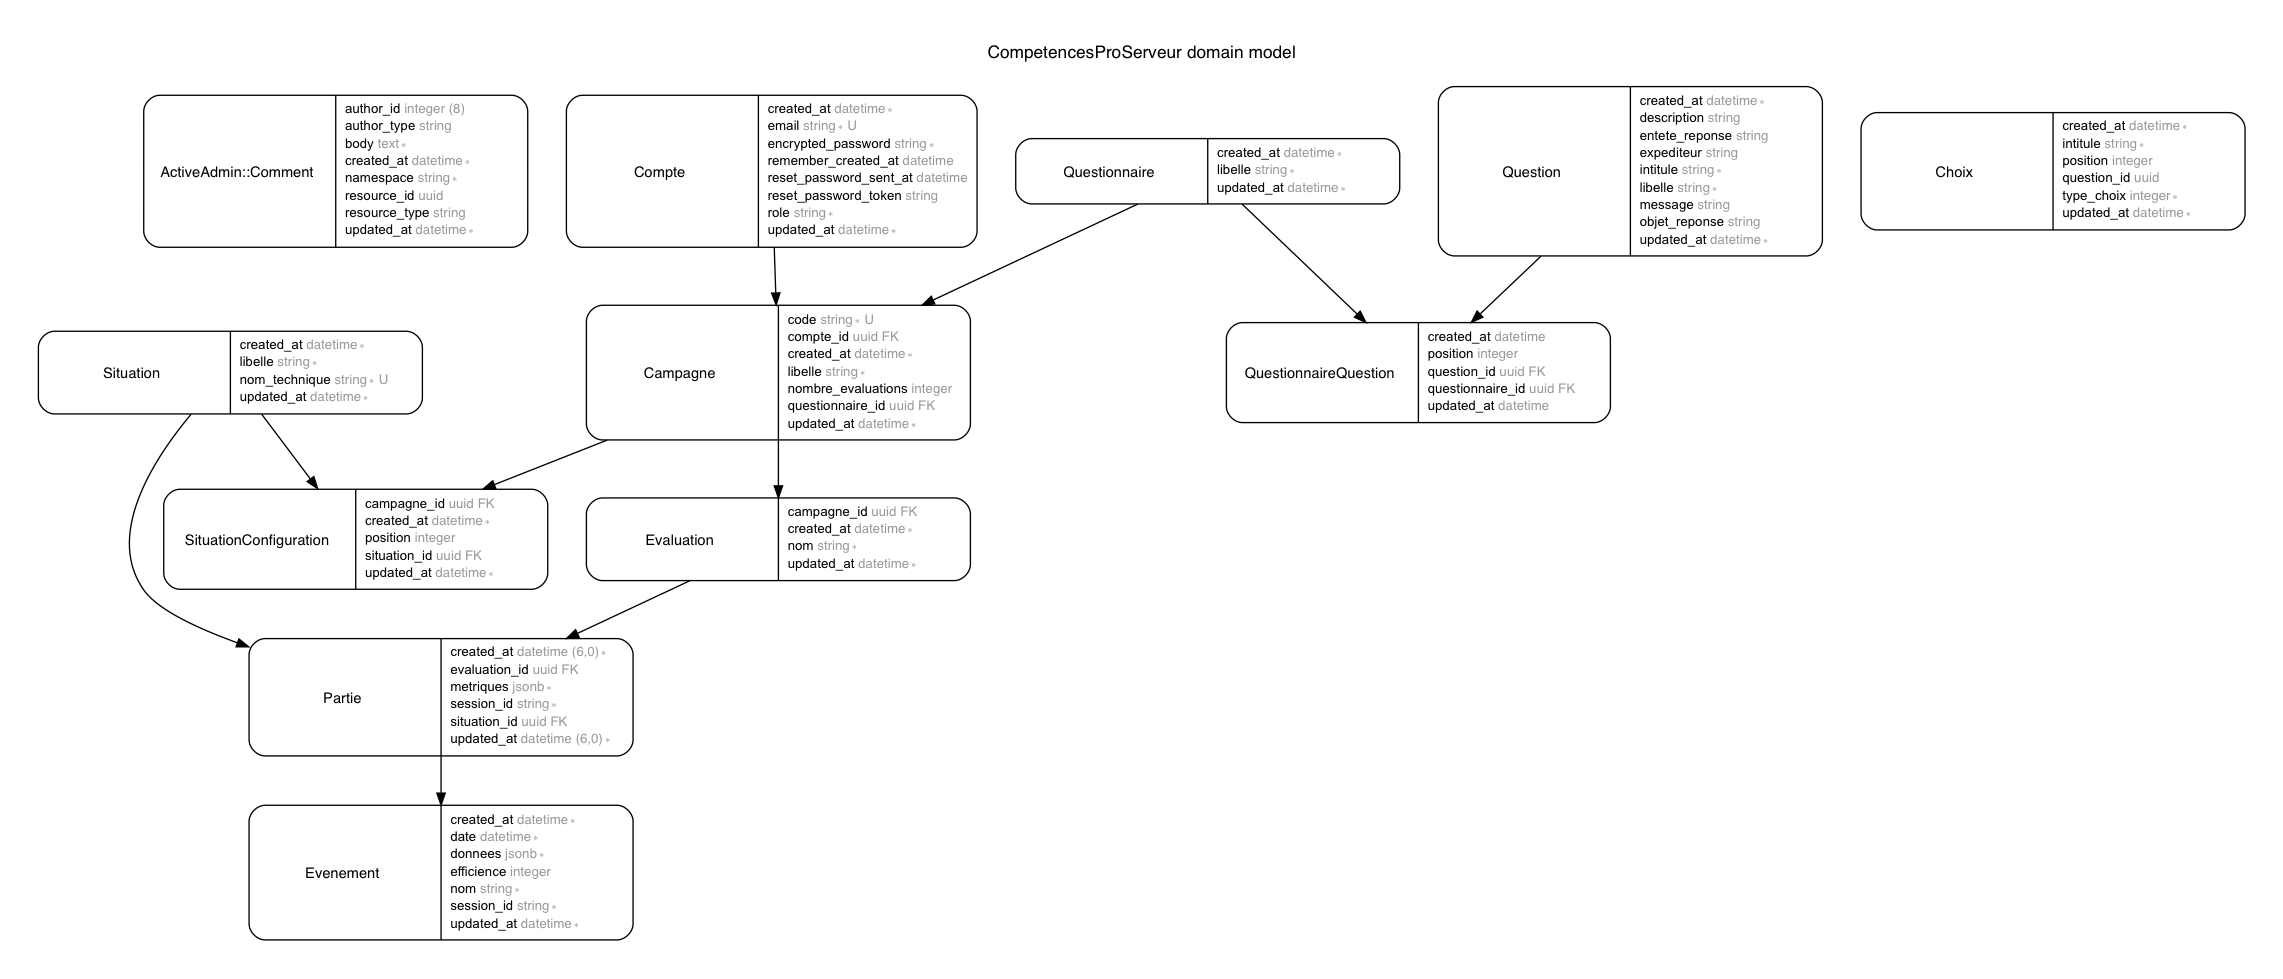 CompetencesProServeur domain model
ActiveAdmin::Comment
author_id integer (8)
author_type string
body text ∗
created_at datetime ∗
namespace string ∗
resource_id uuid
resource_type string
updated_at datetime ∗
Compte
created_at datetime ∗
email string ∗ U
encrypted_password string ∗
remember_created_at datetime
reset_password_sent_at datetime
reset_password_token string
role string ∗
updated_at datetime ∗
Questionnaire
created_at datetime ∗
libelle string ∗
updated_at datetime ∗
Question
created_at datetime ∗
description string
entete_reponse string
expediteur string
intitule string ∗
libelle string ∗
message string
objet_reponse string
updated_at datetime ∗
Choix
created_at datetime ∗
intitule string ∗
position integer
question_id uuid
type_choix integer ∗
updated_at datetime ∗
Situation
created_at datetime ∗
libelle string ∗
nom_technique string ∗ U
updated_at datetime ∗
Campagne
code string ∗ U
compte_id uuid FK
created_at datetime ∗
libelle string ∗
nombre_evaluations integer
questionnaire_id uuid FK
updated_at datetime ∗
QuestionnaireQuestion
created_at datetime
position integer
question_id uuid FK
questionnaire_id uuid FK
updated_at datetime
SituationConfiguration
campagne_id uuid FK
created_at datetime ∗
position integer
situation_id uuid FK
updated_at datetime ∗
Evaluation
campagne_id uuid FK
created_at datetime ∗
nom string ∗
updated_at datetime ∗
Partie
created_at datetime (6,0) ∗
evaluation_id uuid FK
metriques jsonb ∗
session_id string ∗
situation_id uuid FK
updated_at datetime (6,0) ∗
Evenement
created_at datetime ∗
date datetime ∗
donnees jsonb ∗
efficience integer
nom string ∗
session_id string ∗
updated_at datetime ∗